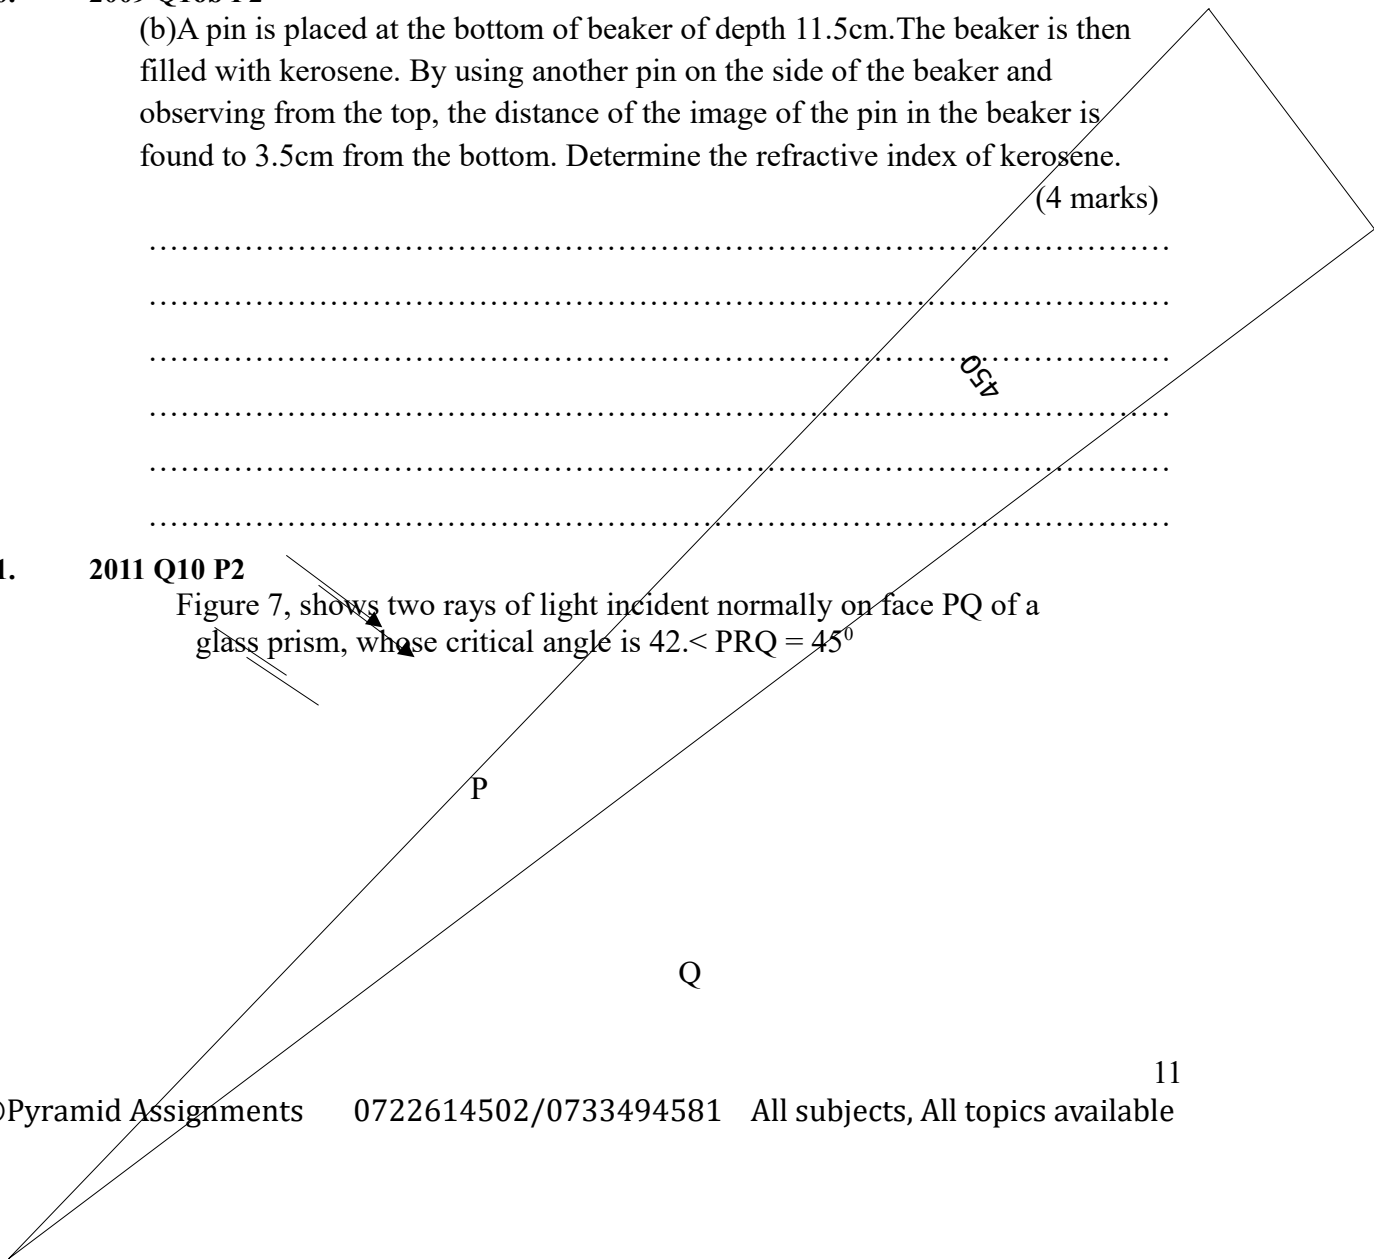 2009 Q10b P2
(b)A pin is placed at the bottom of beaker of depth 11.5cm.The beaker is then
filled with kerosene. By using another pin on the side of the beaker and
observing from the top, the distance of the image of the pin in the beaker is
found to 3.5cm from the bottom. Determine the refractive index of kerosene.
(4 marks)
……………………………………………………………………………………
……………………………………………………………………………………
……………………………………………………………………………………
450
……………………………………………………………………………………
……………………………………………………………………………………
……………………………………………………………………………………
1. 2011 Q10 P2
Figure 7, shows two rays of light incident normally on face PQ of a
glass prism, whose critical angle is 42.< PRQ = 45⁰
P
Q
11
©Pyramid Assignments 0722614502/0733494581 All subjects, All topics available